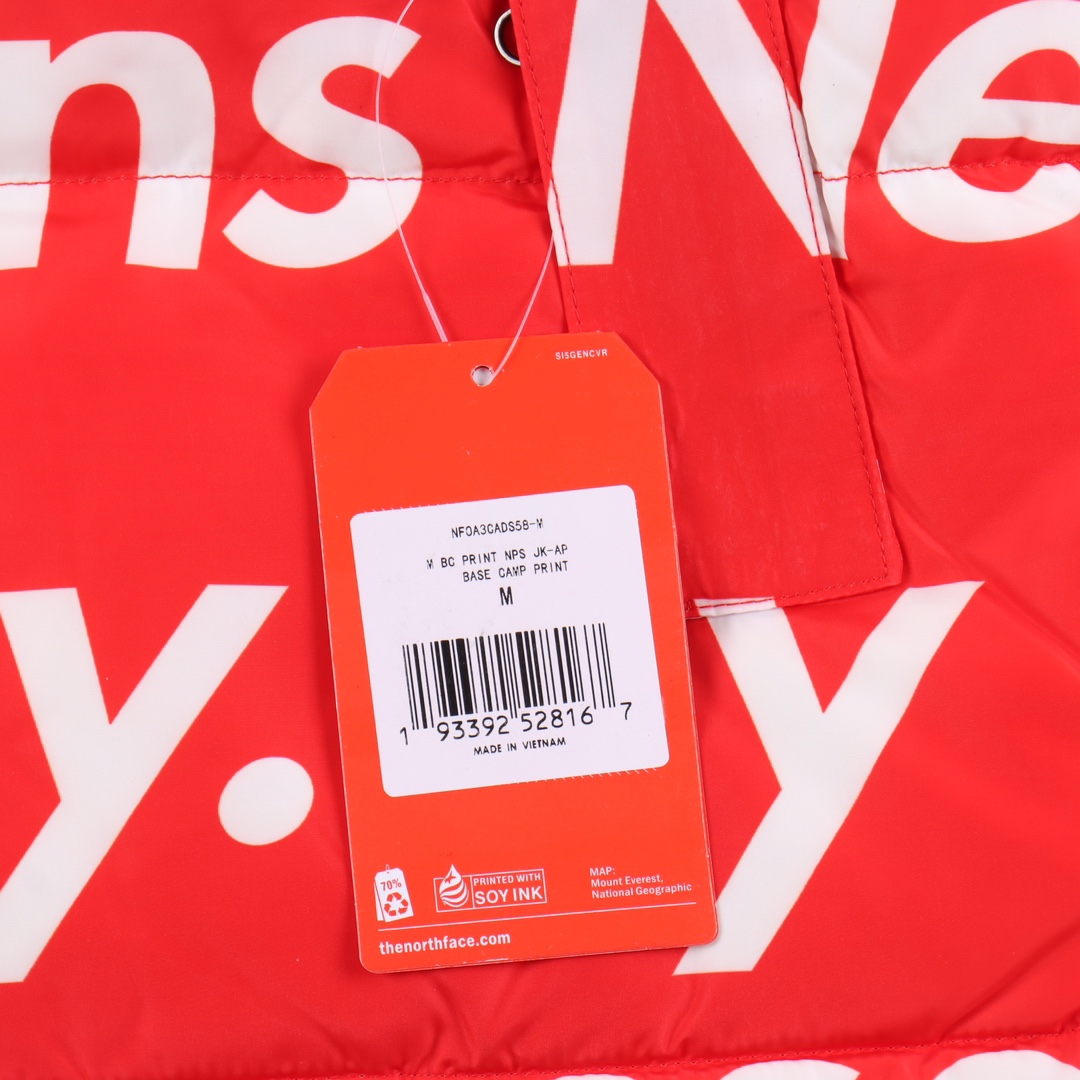 ns Ne
SI5GENCVR
NF0A3CADS58-M
M BC PRINT NPS JK-AP
BASE CAMP PRINT
M
1 93392 52816 7
MADE IN VIETNAM
y. y
70%
PRINTED WITH
SOY INK
MAP:
Mount Everest,
National Geographic
thenorthface.com